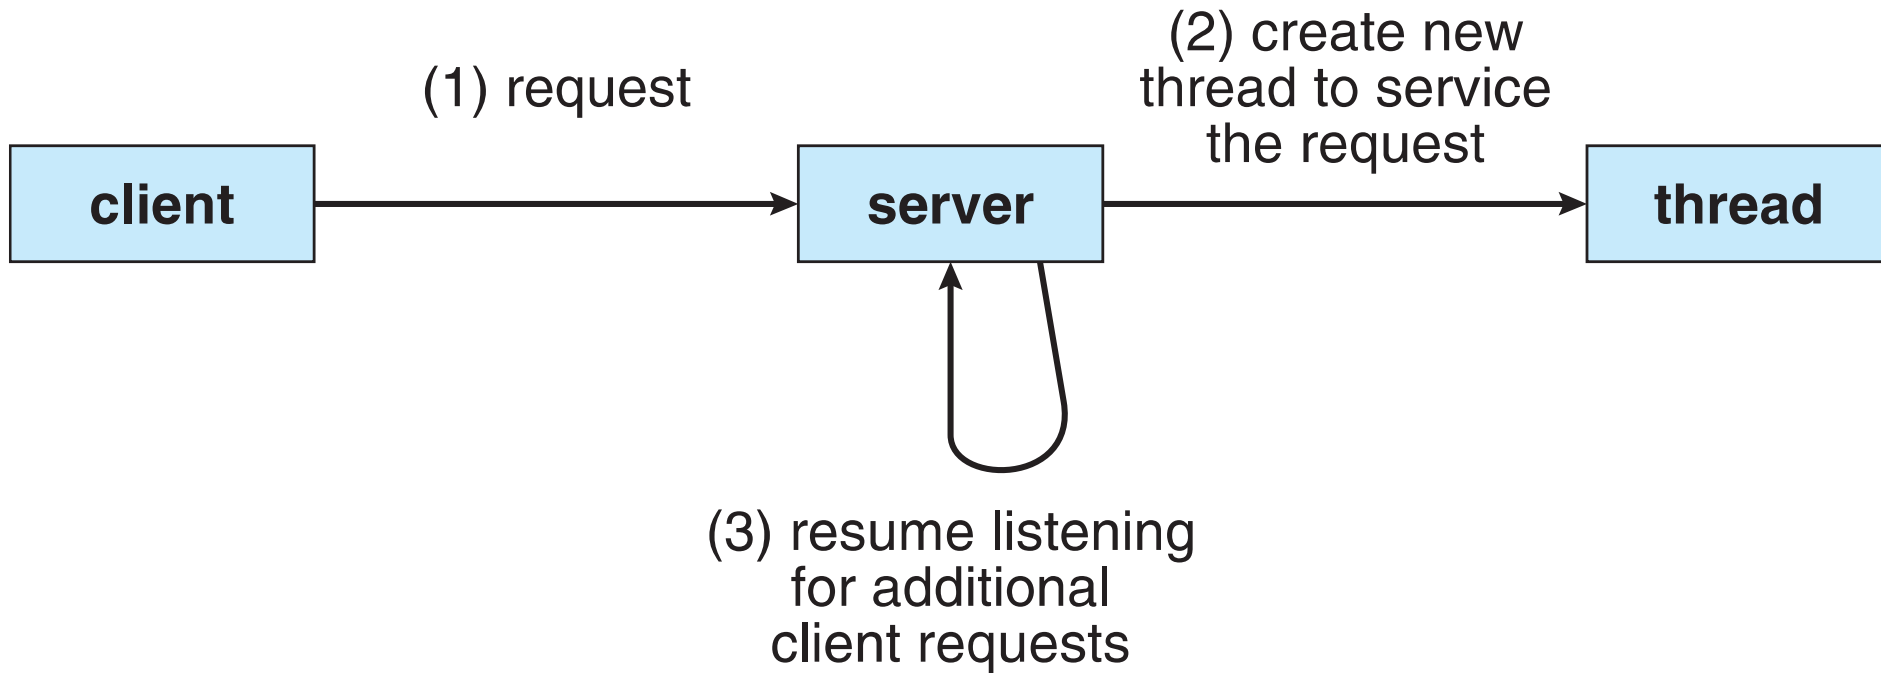 (1) request
(2) create new
thread to service
the request
client
server
thread
(3) resume listening
for additional
client requests